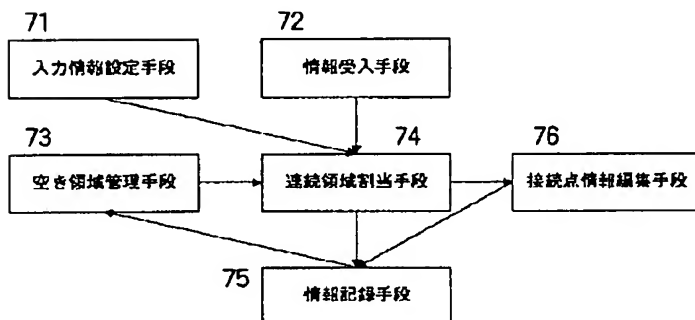 71
入力情報設定手段
72
情報受入手段
73
空き領域管理手段
74
連続領域割当手段
76
接続点情報編集手段
75
情報記録手段